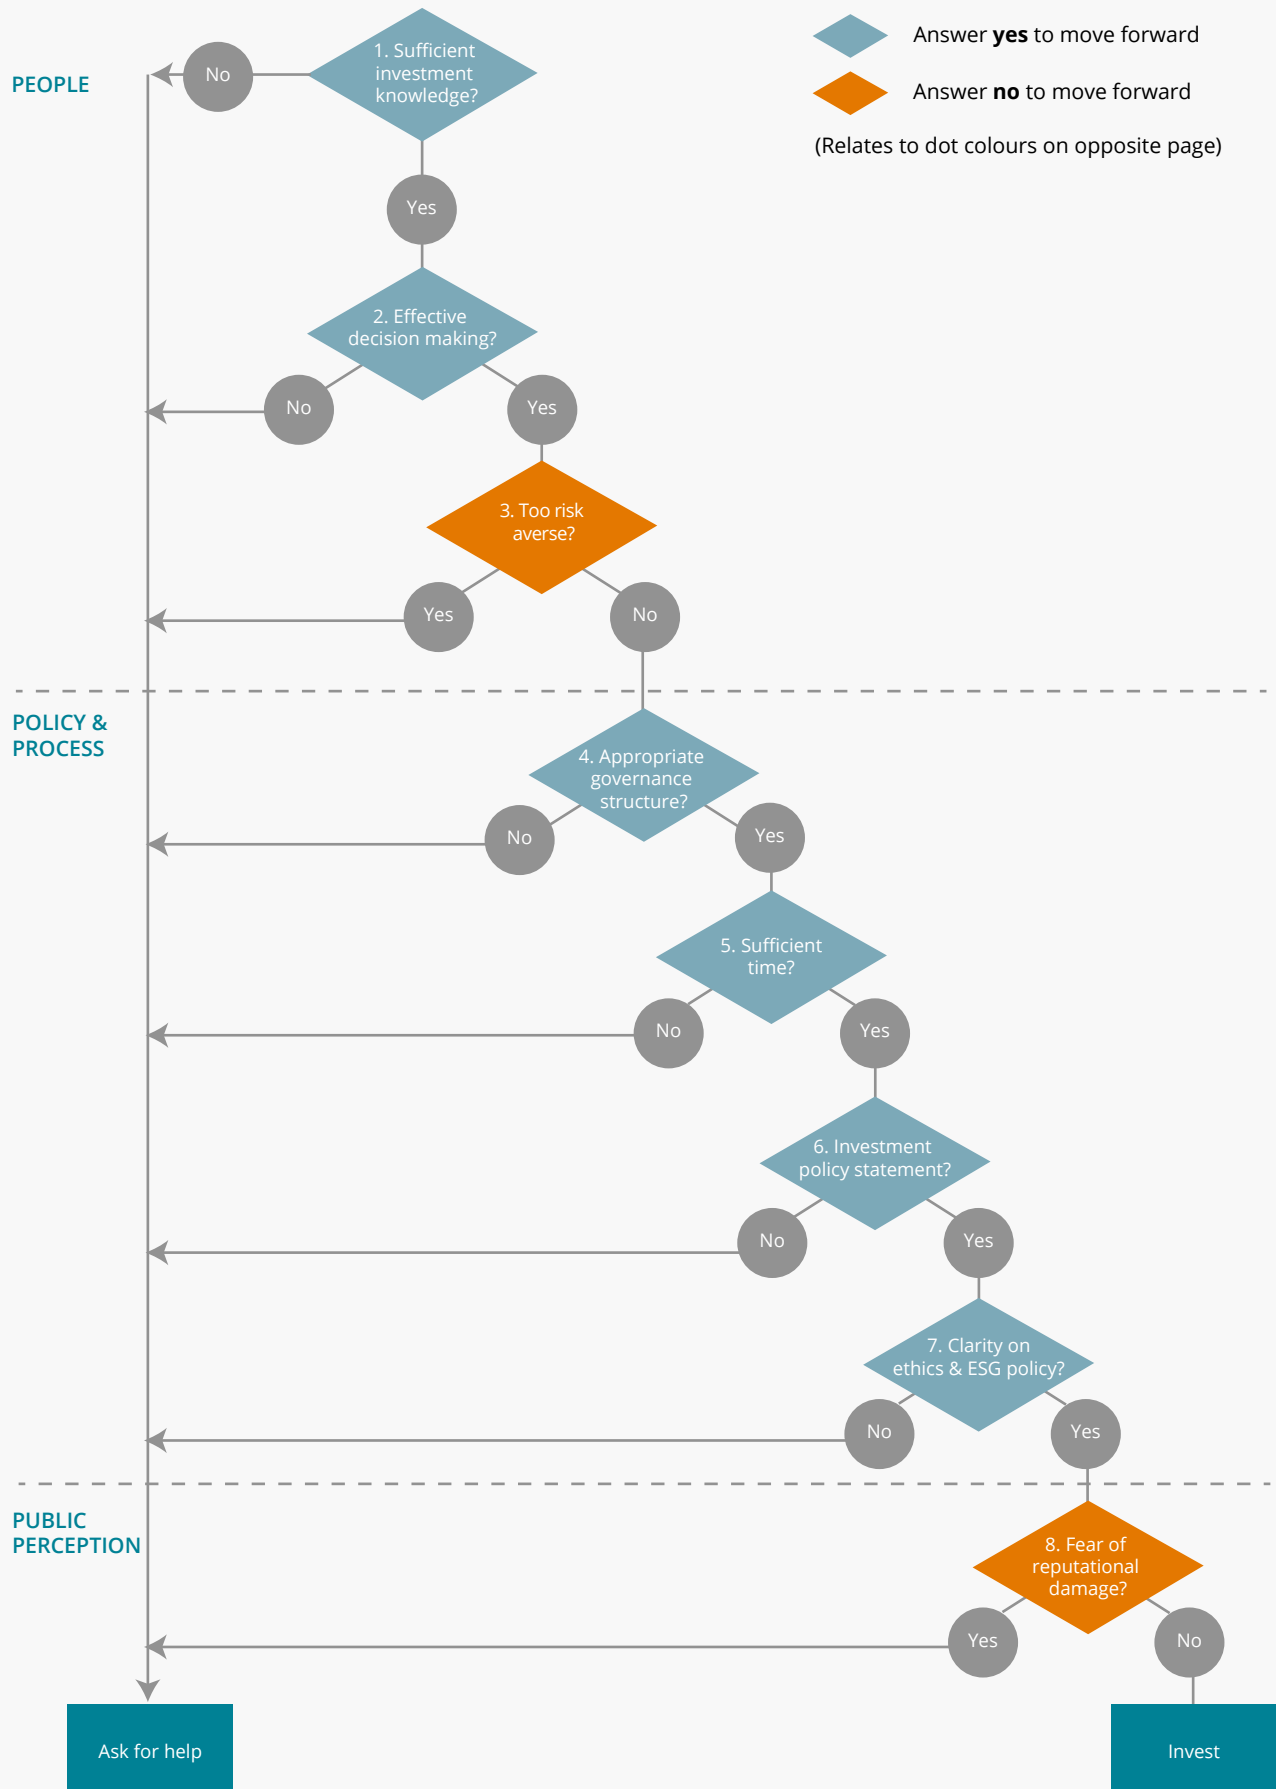 Answer yes to move forward
Answer no to move forward
(Relates to dot colours on opposite page)
PEOPLE
No
1. Sufficient
investment
knowledge?
Yes
2. Effective
decision making?
No
Yes
3. Too risk
averse?
Yes
No
POLICY &
PROCESS
4. Appropriate
governance
structure?
No
Yes
5. Sufficient
time?
No
Yes
6. Investment
policy statement?
No
Yes
7. Clarity on
ethics & ESG policy?
No
Yes
PUBLIC
PERCEPTION
8. Fear of
reputational
damage?
Yes
No
Ask for help
Invest